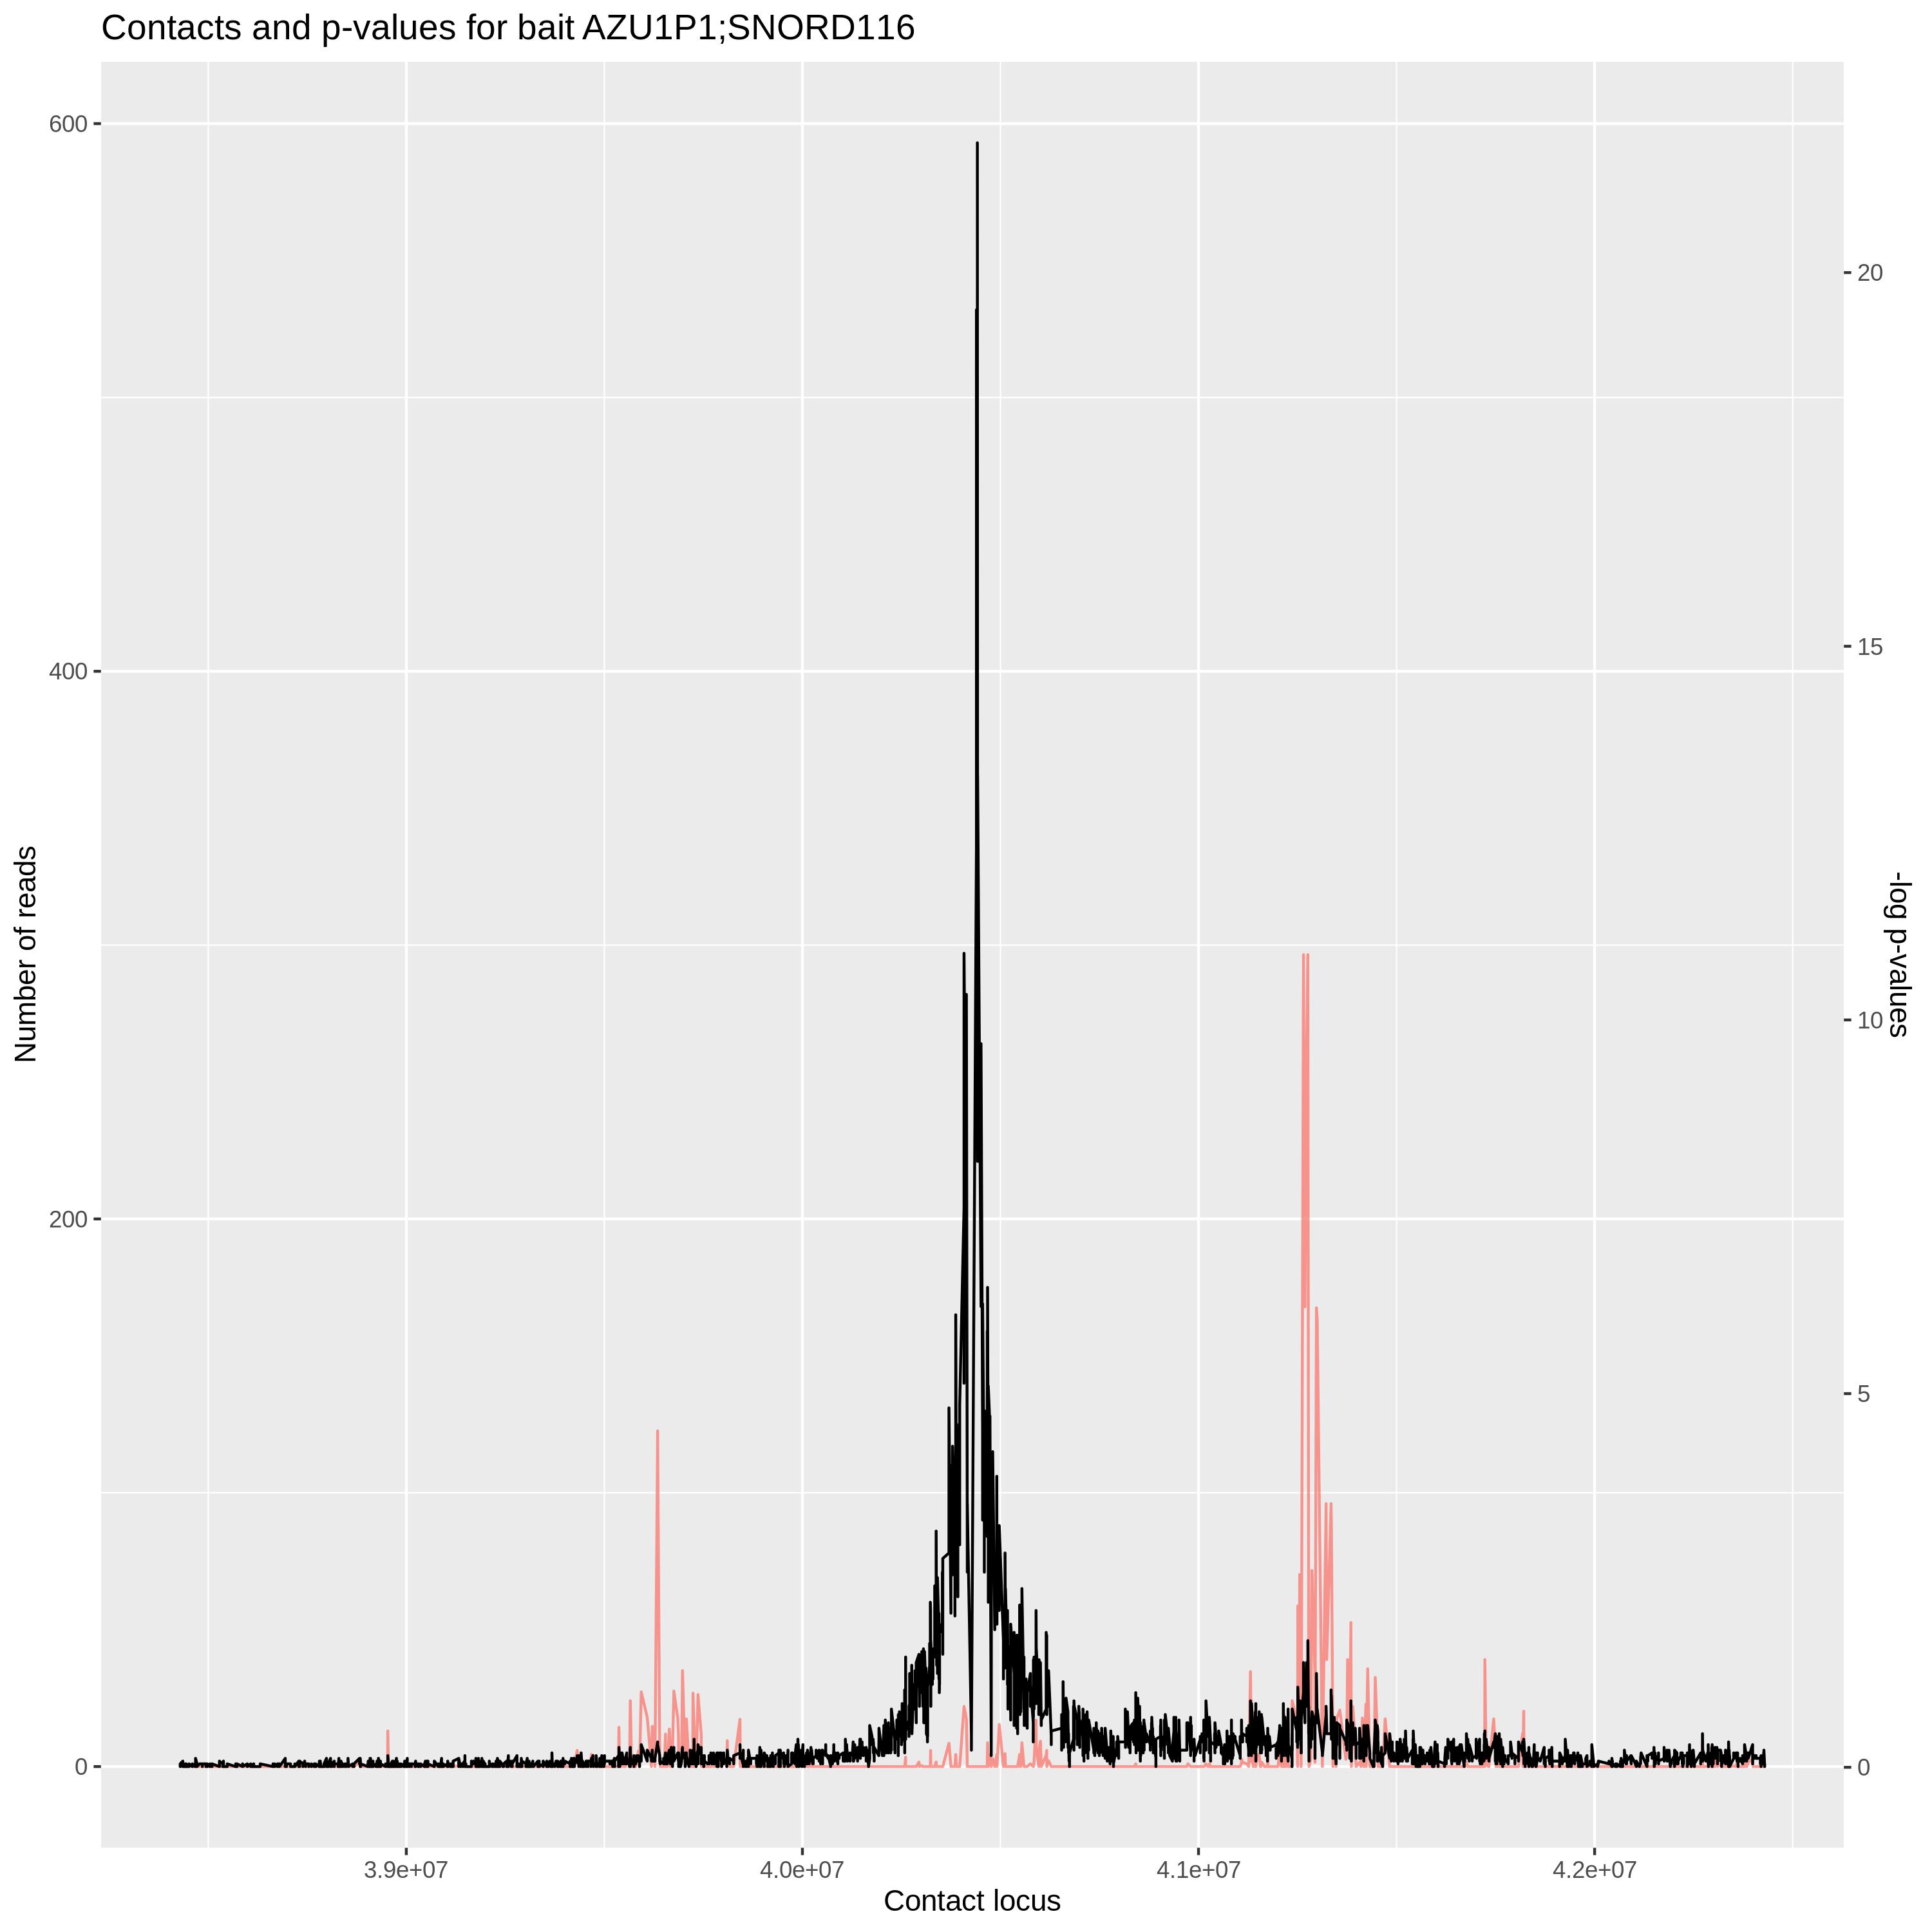 Contacts and p-values for bait AZU1P1;SNORD116
600
400
200
0
Number of reads
20
15
10
5
0
-log p-values
3.9e+07
4.0e+07
4.1e+07
4.2e+07
Contact locus